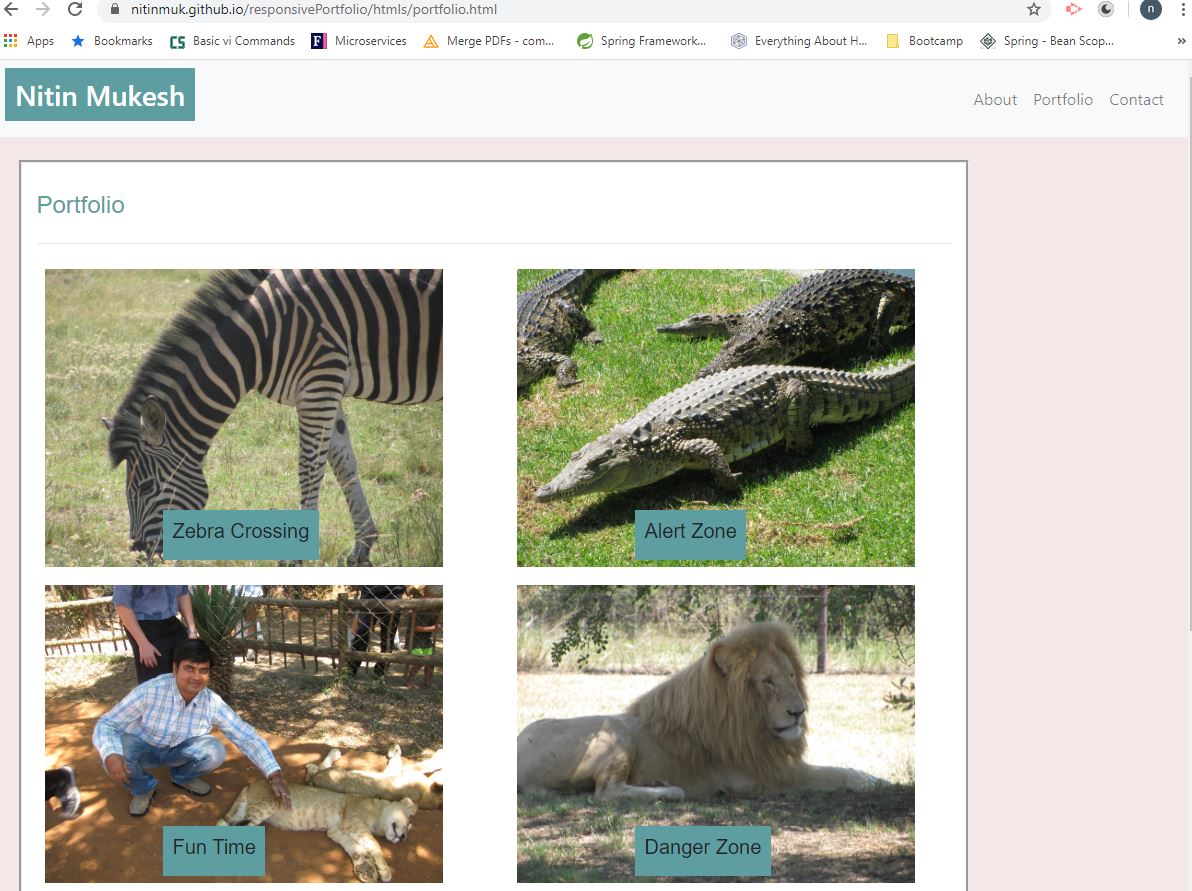 nitinmuk.github.io/responsivePortfolio/htmls/portfolio.html
n
Apps Bookmarks CS Basic vi Commands F Microservices Merge PDFs - com... Spring Framework... Everything About H... Bootcamp Spring - Bean Scop... »
Nitin Mukesh
About Portfolio Contact
Portfolio
Zebra Crossing
Alert Zone
Fun Time
Danger Zone